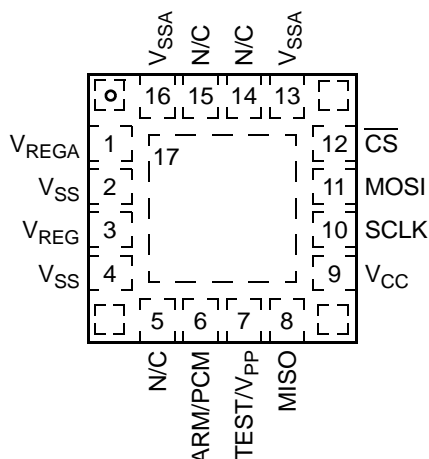 VSSA N/C N/C VSSA
16 15 14 13
VREGA 1 17 12 C̅S̅
VSS 2 11 MOSI
VREG 3 10 SCLK
VSS 4 9 VCC
5 6 7 8
N/C ARM/PCM TEST/VPP MISO